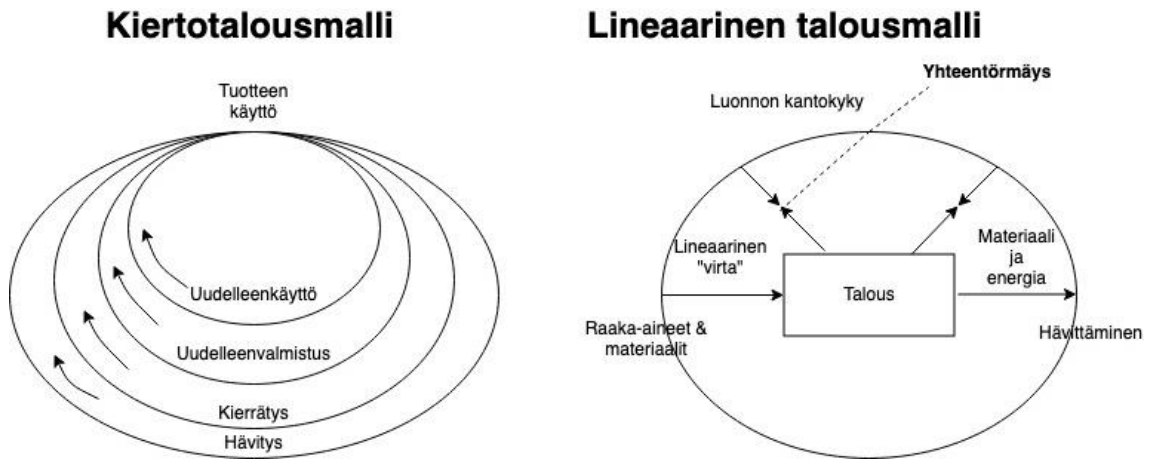 Kiertotalousmalli
Tuotteen
käyttö
Uudelleenkäyttö
Uudelleenvalmistus
Kierrätys
Hävitys
Lineaarinen talousmalli
Yhteentörmäys
Luonnon kantokyky
Lineaarinen
"virta"
Materiaali
ja
energia
Talous
Raaka-aineet &
materiaalit
Hävittäminen